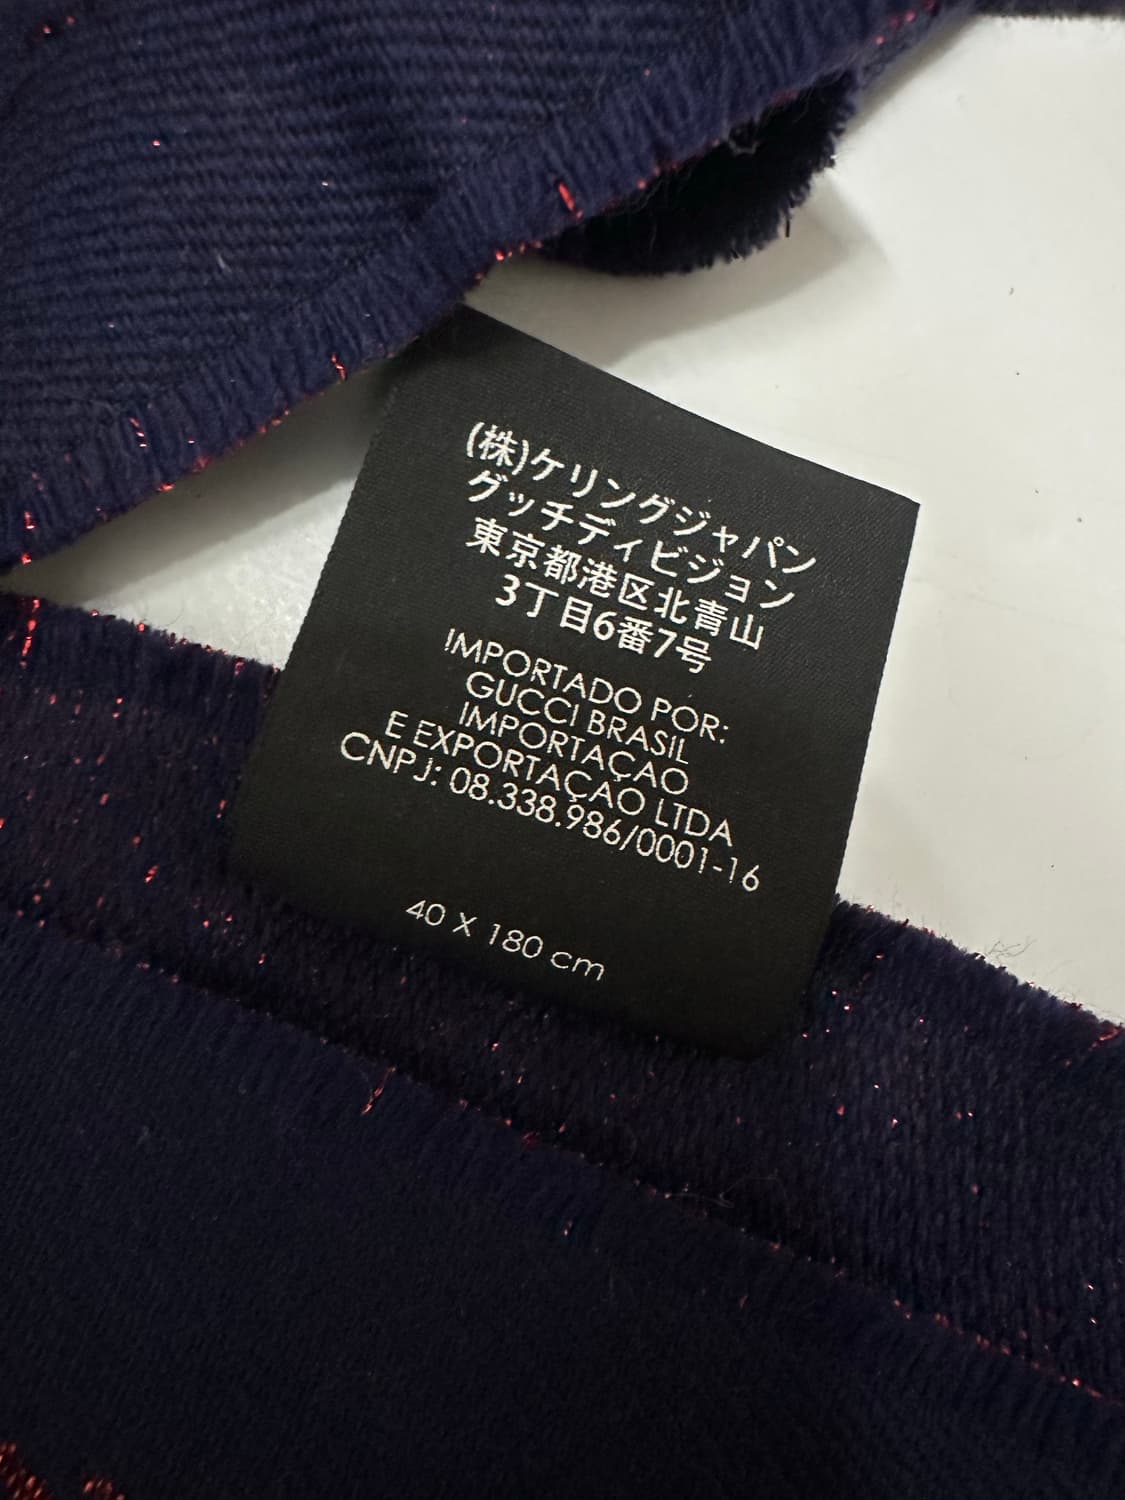 (株)ケリングジャパン
グッチディビジョン
東京都港区北青山
3丁目6番7号
IMPORTADO POR:
GUCCI BRASIL
IMPORTAÇAO
E EXPORTAÇAO LTDA
CNPJ: 08.338.986/0001-16
40 X 180 cm